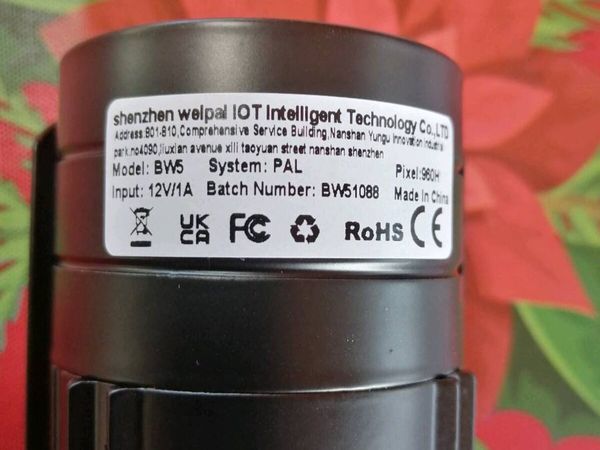 shenzhen weipai IOT Intelligent Technology Co.,LTD
Address:B01-B10,Comprehensive Service Building,Nanshan Yungu Innovation Industrial
park.no4090,liuxian avenue xili taoyuan street nanshan shenzhen
Model: BW5 System: PAL Pixel:960H
Input: 12V/1A Batch Number: BW51088 Made in China
UK CA FC RoHS CE